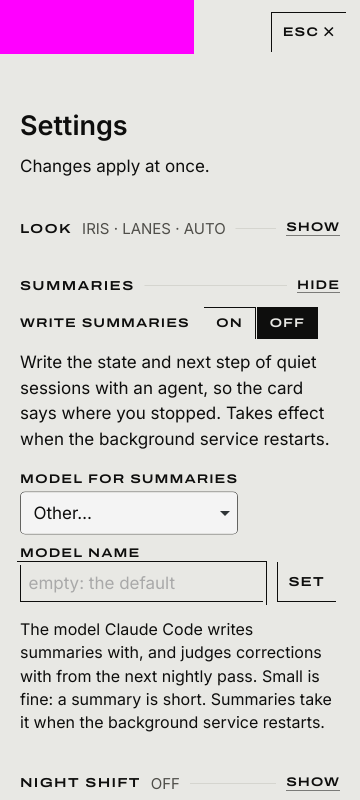 ESC ✕
Settings
Changes apply at once.
LOOK IRIS · LANES · AUTO SHOW
SUMMARIES HIDE
WRITE SUMMARIES ON OFF
Write the state and next step of quiet
sessions with an agent, so the card
says where you stopped. Takes effect
when the background service restarts.
MODEL FOR SUMMARIES
Other...
MODEL NAME
empty: the default SET
The model Claude Code writes
summaries with, and judges corrections
with from the next nightly pass. Small is
fine: a summary is short. Summaries take
it when the background service restarts.
NIGHT SHIFT OFF SHOW